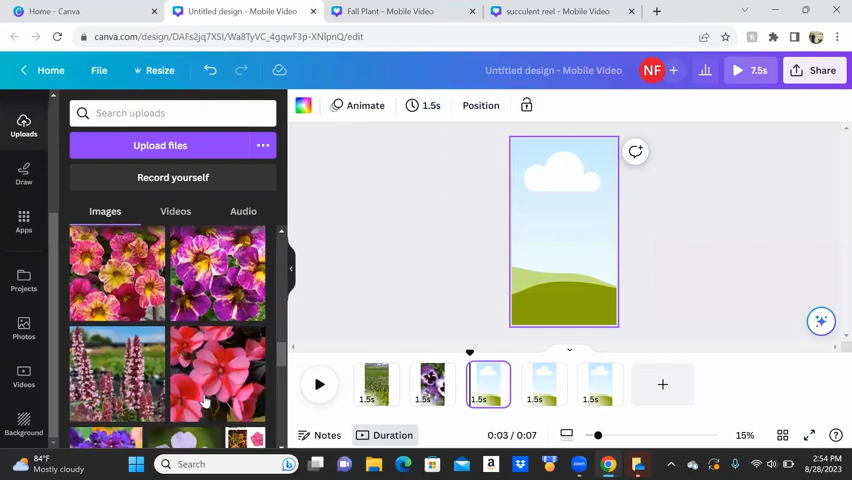 Home - Canva
Untitled design - Mobile Video
Fall Plant - Mobile Video
succulent reel - Mobile Video
canva.com/design/DAFs2jq7XSI/Wa8TyVC_4gqwF3p-XNlpnQ/edit
Home
File
Resize
Untitled design - Mobile Video
NF
7.5s
Share
Search uploads
Animate
1.5s
Position
Uploads
Upload files
Record yourself
Draw
Images
Videos
Audio
Apps
Projects
Photos
Videos
Background
1.5s
1.5s
1.5s
1.5s
1.5s
Notes
Duration
0:03 / 0:07
15%
84°F
Mostly cloudy
Search
2:54 PM
8/28/2023